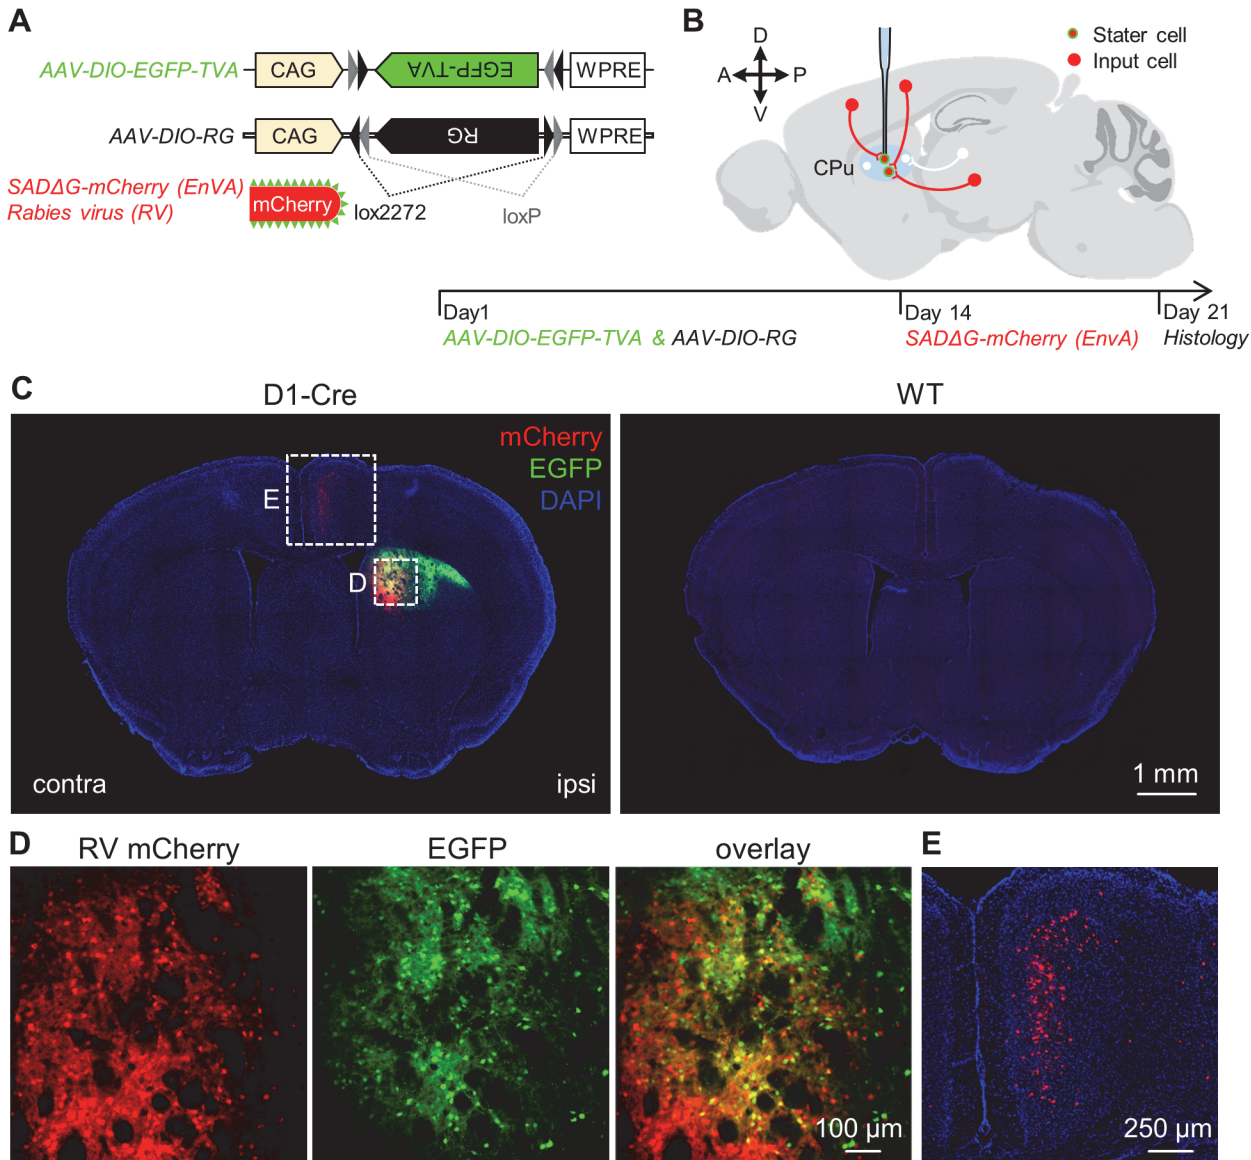 A
AAV-DIO-EGFP-TVA
CAG
EGFP-TVA
WPRE
AAV-DIO-RG
CAG
RG
WPRE
SADΔG-mCherry (EnVA)
Rabies virus (RV)
mCherry
lox2272
loxP
B
D
A
P
V
Stater cell
Input cell
CPu
Day1
AAV-DIO-EGFP-TVA & AAV-DIO-RG
Day 14
SADΔG-mCherry (EnvA)
Day 21
Histology
C
D1-Cre
WT
mCherry
EGFP
DAPI
E
D
contra
ipsi
1 mm
D
RV mCherry
EGFP
overlay
100 µm
E
250 µm